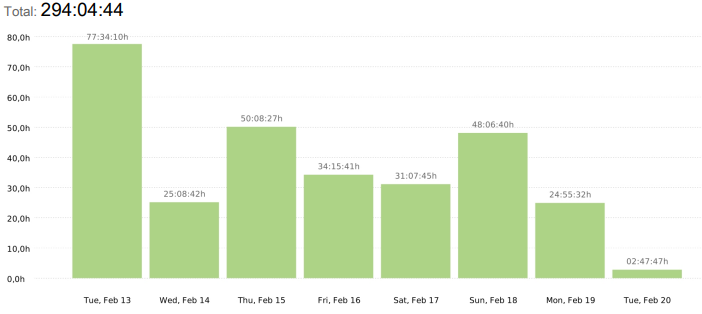 Total: 294:04:44
80,0h
70,0h
60,0h
50,0h
40,0h
30,0h
20,0h
10,0h
0,0h
77:34:10h
25:08:42h
50:08:27h
34:15:41h
31:07:45h
48:06:40h
24:55:32h
02:47:47h
Tue, Feb 13 Wed, Feb 14 Thu, Feb 15 Fri, Feb 16 Sat, Feb 17 Sun, Feb 18 Mon, Feb 19 Tue, Feb 20